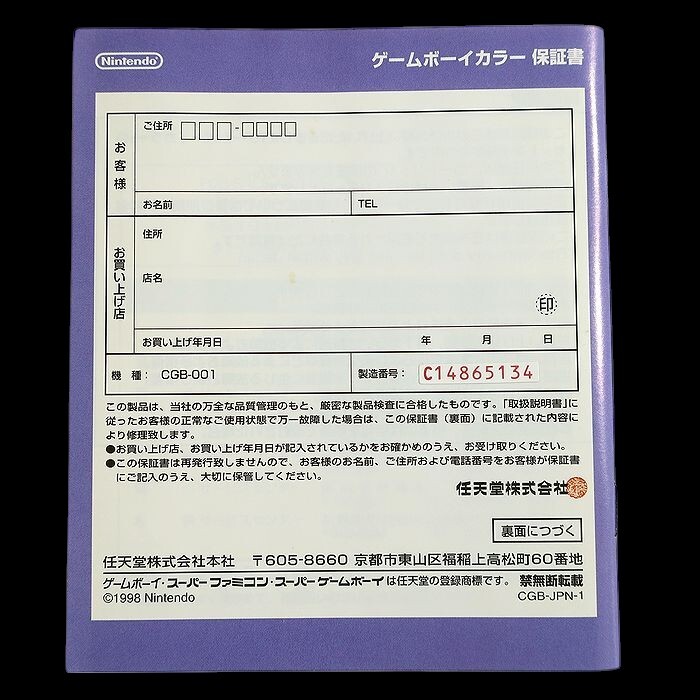 Nintendo
ゲームボーイカラー 保証書
お客様
ご住所 □□□-□□□□
お名前
TEL
お買い上げ店
住所
店名
印
お買い上げ年月日 年 月 日
機 種: CGB-001
製造番号: C14865134
この製品は、当社の万全な品質管理のもと、厳密な製品検査に合格したものです。「取扱説明書」に
従ったお客様の正常なご使用状態で万一故障した場合は、この保証書(裏面)に記載された内容に
より修理致します。
●お買い上げ店、お買い上げ年月日が記入されているかをお確かめのうえ、お受け取りください。
●この保証書は再発行致しませんので、お客様のお名前、ご住所および電話番号をお客様が保証書
にご記入のうえ、大切に保管してください。
任天堂株式会社
裏面につづく
任天堂株式会社本社 〒605-8660 京都市東山区福稲上高松町60番地
ゲームボーイ・スーパーファミコン・スーパーゲームボーイは任天堂の登録商標です。 禁無断転載
©1998 Nintendo
CGB-JPN-1